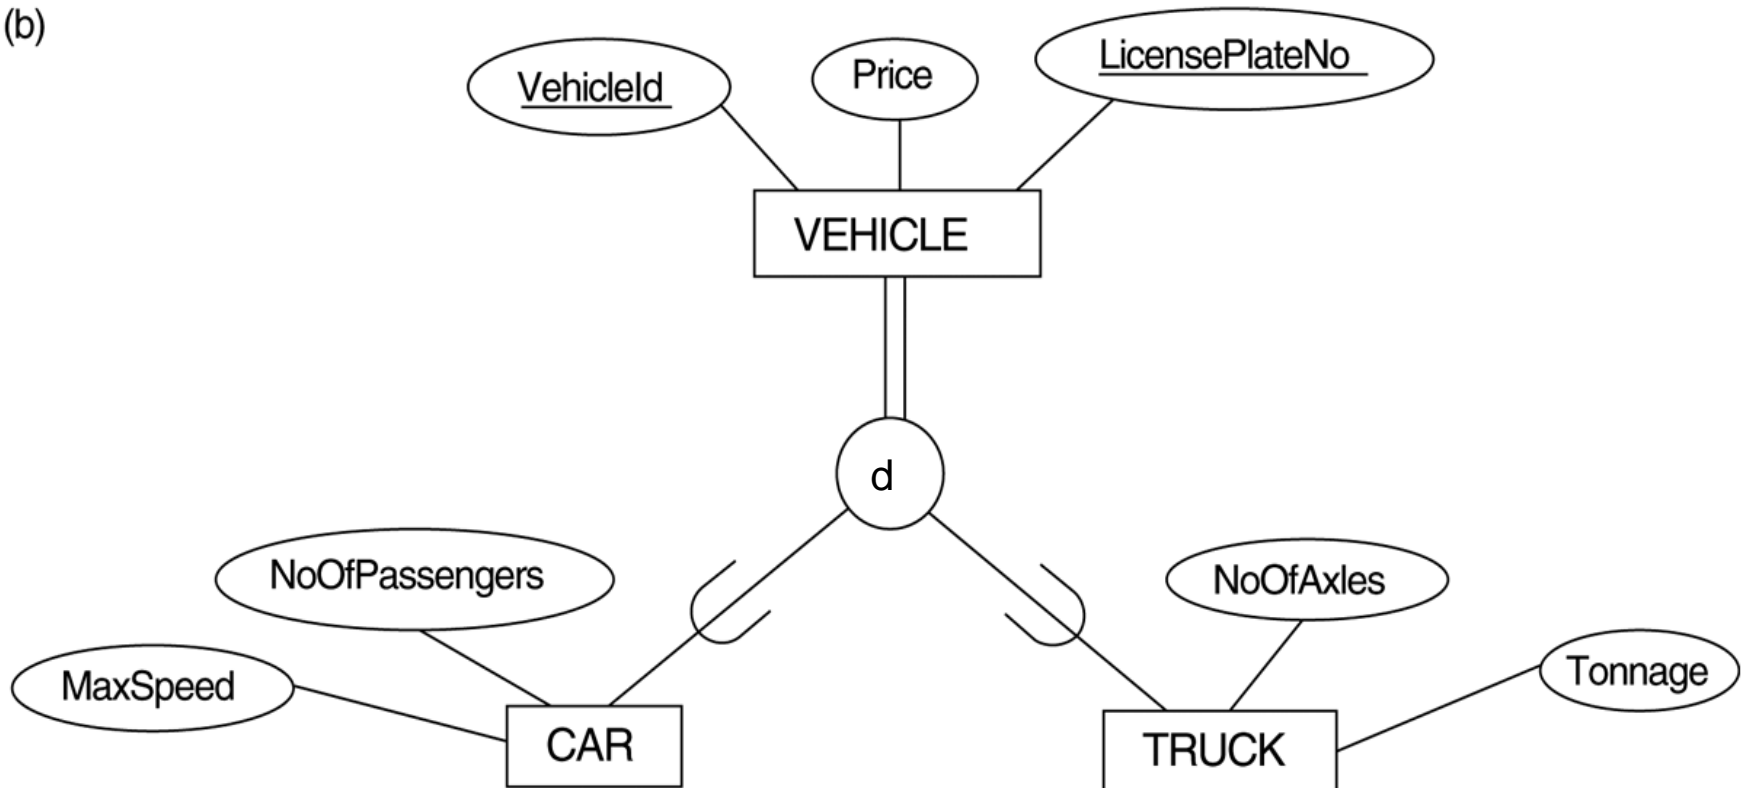 (b)
VehicleId
Price
LicensePlateNo
VEHICLE
d
NoOfPassengers
NoOfAxles
MaxSpeed
Tonnage
CAR
TRUCK